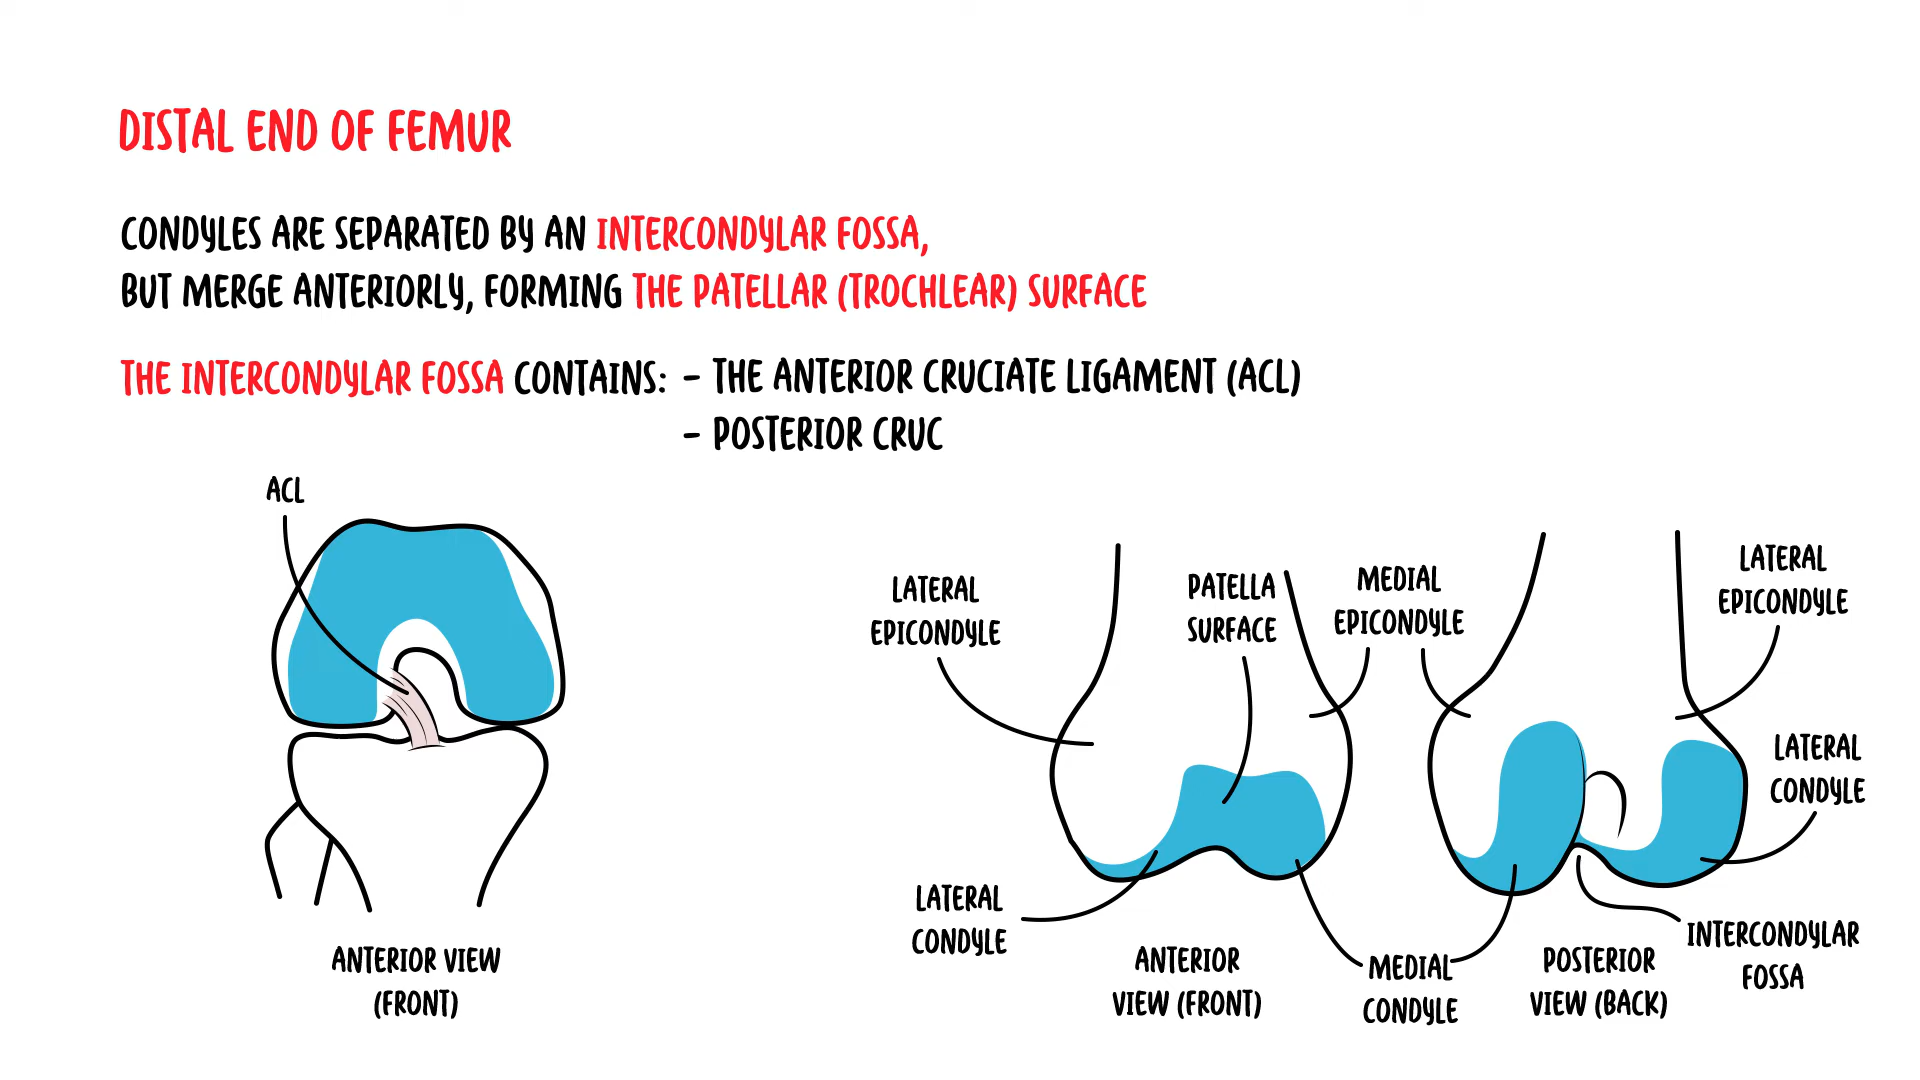 DISTAL END OF FEMUR
CONDYLES ARE SEPARATED BY AN INTERCONDYLAR FOSSA,
BUT MERGE ANTERIORLY, FORMING THE PATELLAR (TROCHLEAR) SURFACE
THE INTERCONDYLAR FOSSA CONTAINS: - THE ANTERIOR CRUCIATE LIGAMENT (ACL)
- POSTERIOR CRUC
ACL
ANTERIOR VIEW
(FRONT)
LATERAL
EPICONDYLE
PATELLA
SURFACE
MEDIAL
EPICONDYLE
LATERAL
EPICONDYLE
LATERAL
CONDYLE
LATERAL
CONDYLE
ANTERIOR
VIEW (FRONT)
MEDIAL
CONDYLE
POSTERIOR
VIEW (BACK)
INTERCONDYLAR
FOSSA